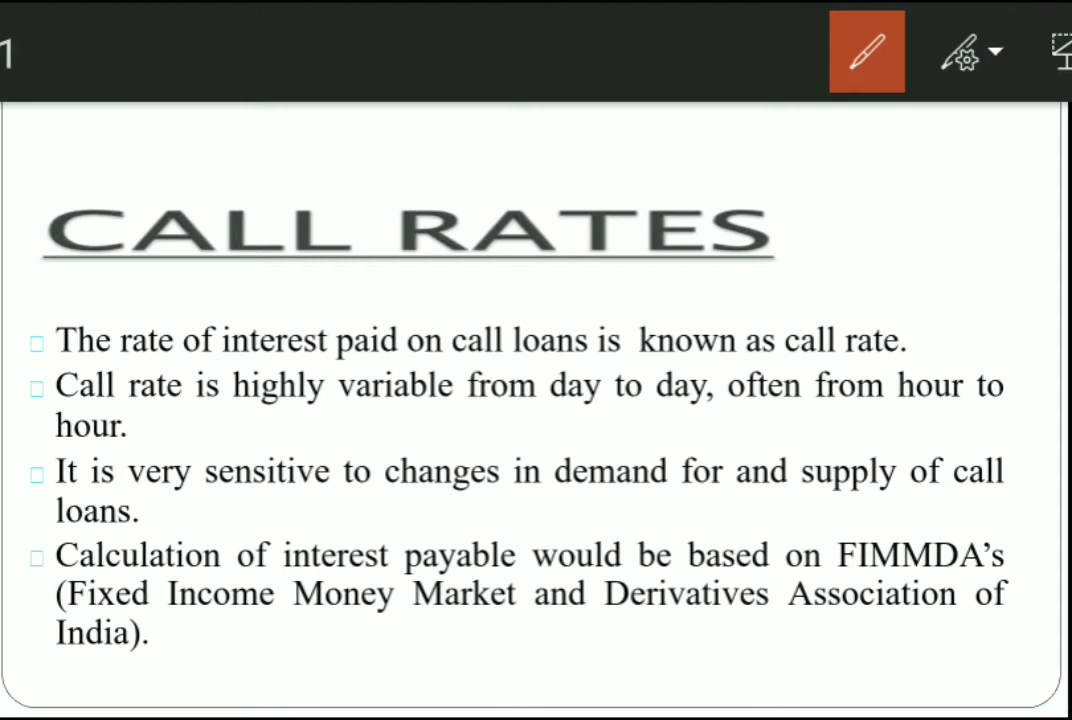 1
CALL RATES
The rate of interest paid on call loans is known as call rate.
Call rate is highly variable from day to day, often from hour to
hour.
It is very sensitive to changes in demand for and supply of call
loans.
Calculation of interest payable would be based on FIMMDA’s
(Fixed Income Money Market and Derivatives Association of
India).